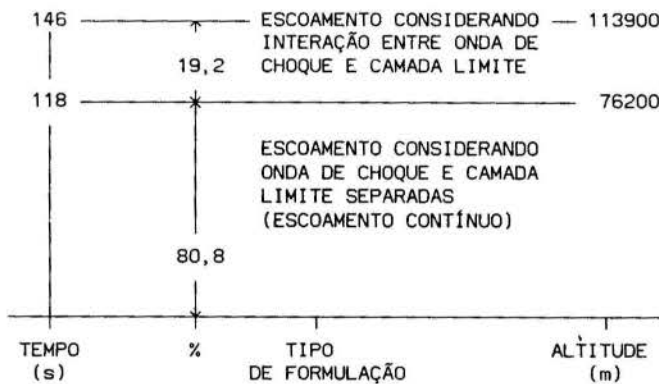 146
ESCOAMENTO CONSIDERANDO
113900
INTERAÇÃO ENTRE ONDA DE
19,2
CHOQUE E CAMADA LIMITE
118
76200
ESCOAMENTO CONSIDERANDO
ONDA DE CHOQUE E CAMADA
LIMITE SEPARADAS
(ESCOAMENTO CONTÍNUO)
80,8
TEMPO
(s)
%
TIPO
DE FORMULAÇÃO
ALTITUDE
(m)